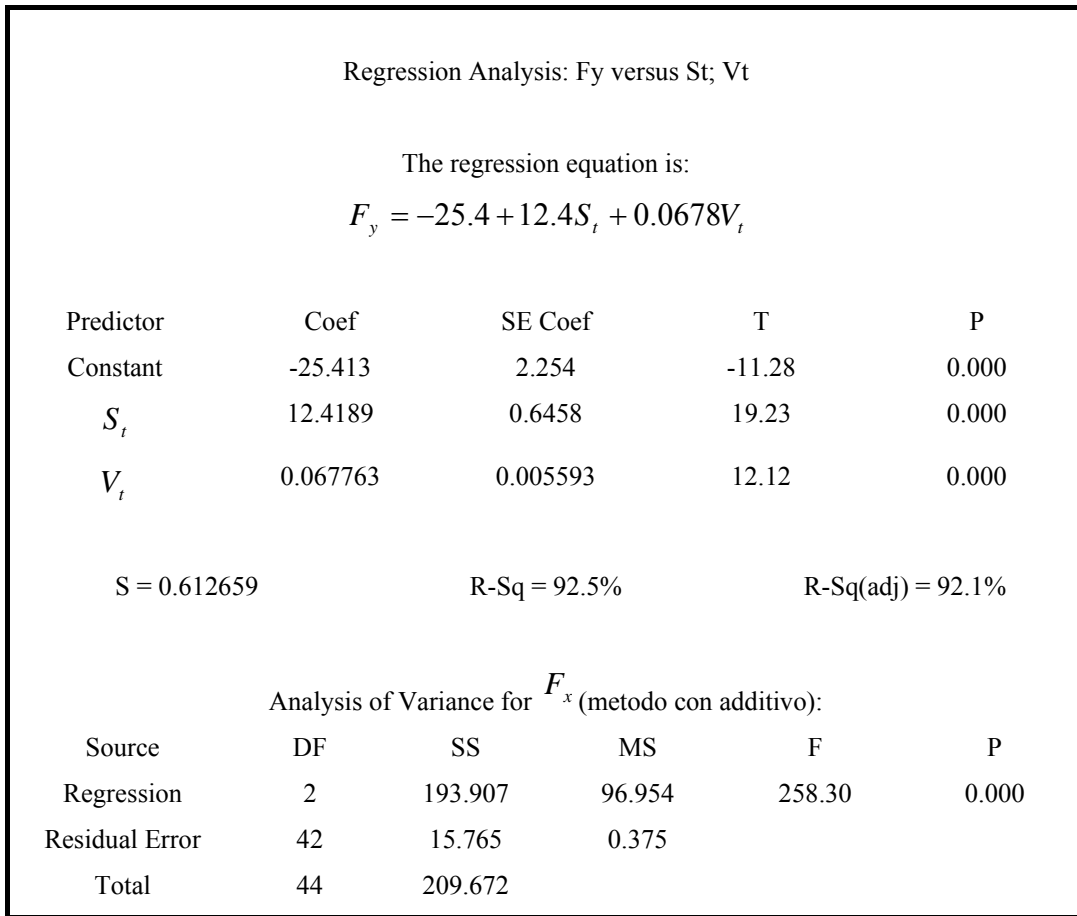 Regression Analysis: Fy versus St; Vt
The regression equation is:
F_y = −25.4 + 12.4S_t + 0.0678V_t
Predictor Coef SE Coef T P
Constant -25.413 2.254 -11.28 0.000
S_t 12.4189 0.6458 19.23 0.000
V_t 0.067763 0.005593 12.12 0.000
S = 0.612659 R-Sq = 92.5% R-Sq(adj) = 92.1%
Analysis of Variance for F_x (metodo con additivo):
Source DF SS MS F P
Regression 2 193.907 96.954 258.30 0.000
Residual Error 42 15.765 0.375
Total 44 209.672